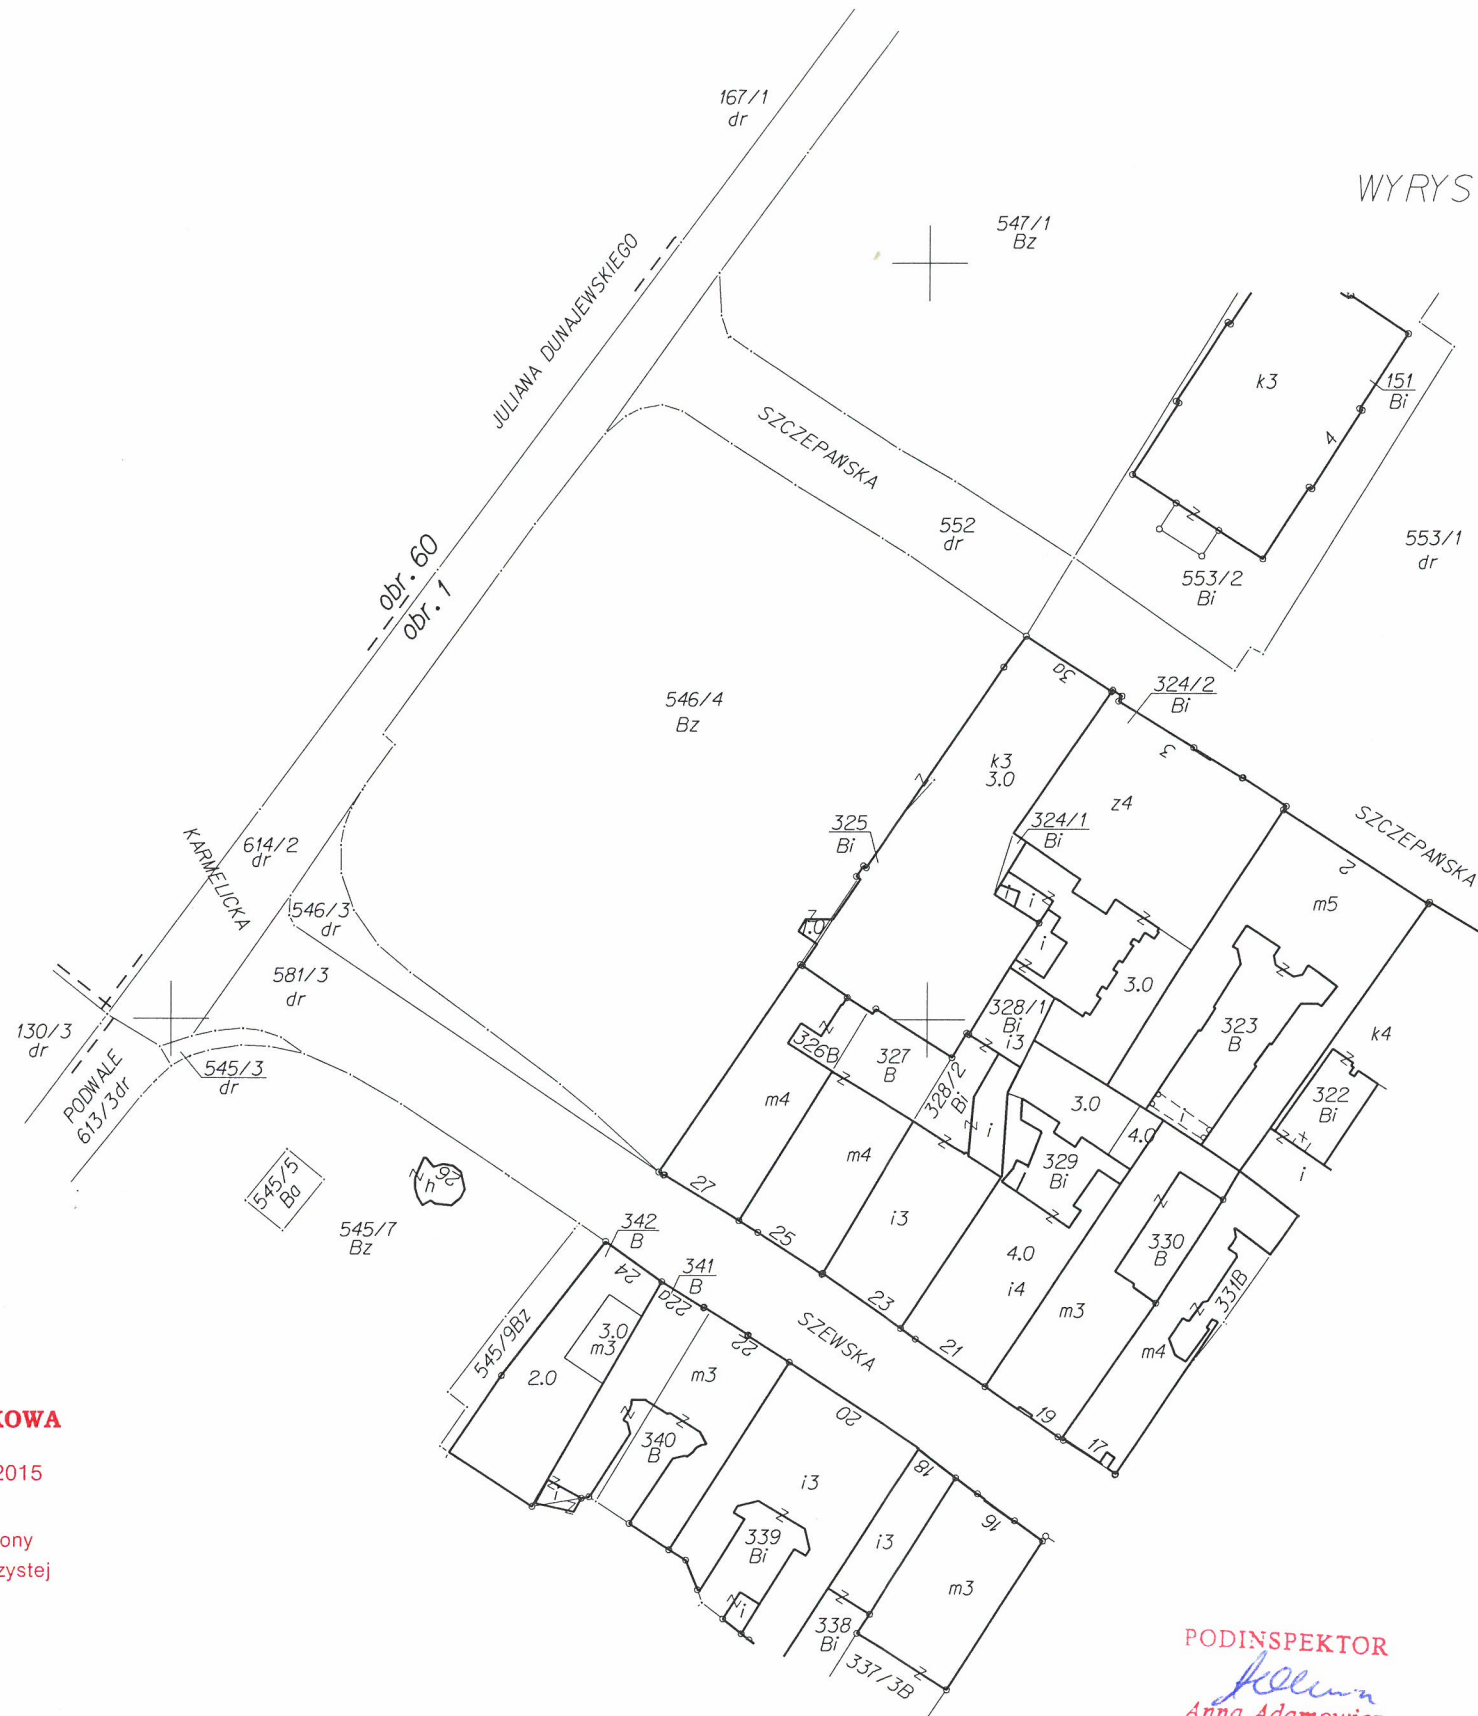 167/1
dr
WYRYS
547/1
Bz
JULIANA DUNAJEWSKIEGO
k3
151
Bi
4
SZCZEPAŃSKA
552
dr
553/1
dr
z
553/2
Bi
obr. 60
obr. 1
3a
324/2
Bi
546/4
Bz
3
k3
3.0
z
z4
SZCZEPAŃSKA
325
Bi
324/1
Bi
2
614/2
dr
KARMELICKA
m5
546/3
dr
z
1.0
i
i
z
z
i
z
z
581/3
dr
3.0
328/1
Bi
i3
323
B
k4
130/3
dr
545/3
dr
PODWALE
613/3dr
z
326B
327
B
z
z
322
Bi
z
328/2
Bi
m4
3.0
i
z
i
4.0
i
i
m4
z
329
Bi
545/5
Ba
z
h
26
27
i3
z
z
545/7
Bz
342
B
25
4.0
330
B
24
341
B
i4
331B
22a
23
m3
z
3.0
m3
22
SZEWSKA
21
m4
545/9Bz
2.0
m3
20
19
17
z
z
340
B
18
KOWA
2015
i3
z
i
z
z
339
Bi
i3
16
ony
zystej
m3
z
i
z
338
Bi
337/3B
z
PODINSPEKTOR
Anna Adamowicz